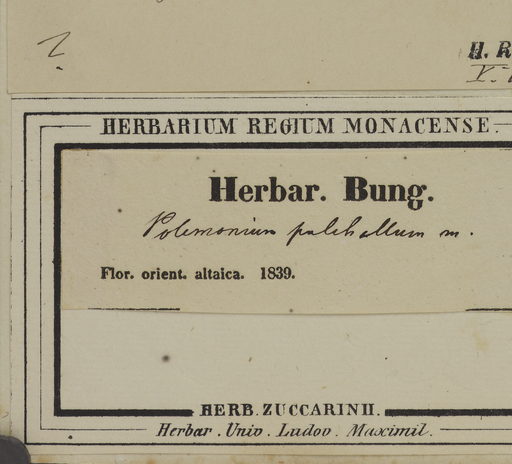 ?
H. R
V.
HERBARIUM REGIUM MONACENSE
Herbar. Bung.
Polemonium pulchellum m.
Flor. orient. altaica. 1839.
HERB. ZUCCARINII.
Herbar. Univ. Ludov. Maximil.